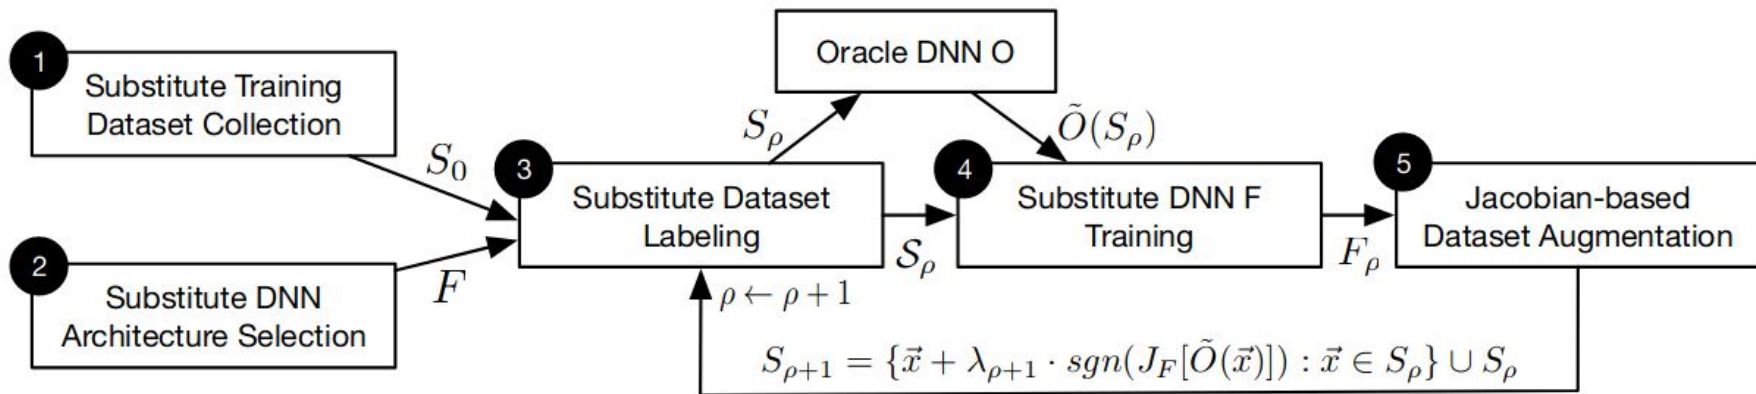 1
Substitute Training
Dataset Collection
2
Substitute DNN
Architecture Selection
S₀
F
3
Substitute Dataset
Labeling
S_ρ
Oracle DNN O
Õ(S_ρ)
𝒮_ρ
4
Substitute DNN F
Training
F_ρ
5
Jacobian-based
Dataset Augmentation
ρ ← ρ + 1
S_{ρ+1} = {x⃗ + λ_{ρ+1} · sgn(J_F[Õ(x⃗)]) : x⃗ ∈ S_ρ} ∪ S_ρ